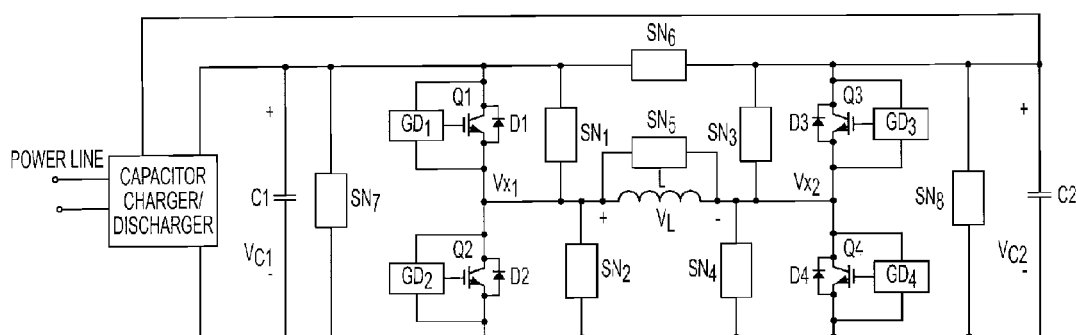 SN6
Q1
GD1
D1
SN1
SN5
SN3
D3
Q3
GD3
+
+
POWER LINE
CAPACITOR
CHARGER/
DISCHARGER
C1
SN7
VX1
L
VX2
SN8
C2
+
VL
-
VC1
-
Q2
GD2
D2
SN2
SN4
D4
Q4
GD4
VC2
-